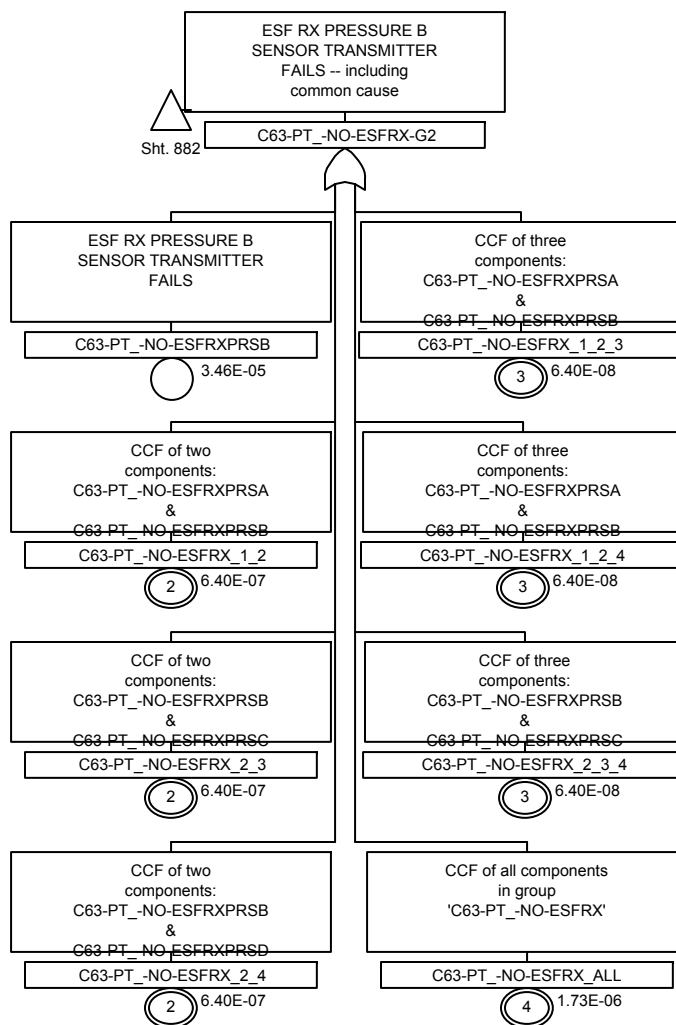 ESF RX PRESSURE B
SENSOR TRANSMITTER
FAILS -- including
common cause
Sht. 882
C63-PT_-NO-ESFRX-G2
ESF RX PRESSURE B
SENSOR TRANSMITTER
FAILS
C63-PT_-NO-ESFRXPRSB
3.46E-05
CCF of three
components:
C63-PT_-NO-ESFRXPRSA
&
C63-PT_-NO-ESFRXPRSB
C63-PT_-NO-ESFRX_1_2_3
3
6.40E-08
CCF of two
components:
C63-PT_-NO-ESFRXPRSA
&
C63-PT_-NO-ESFRXPRSB
C63-PT_-NO-ESFRX_1_2
2
6.40E-07
CCF of three
components:
C63-PT_-NO-ESFRXPRSA
&
C63-PT_-NO-ESFRXPRSB
C63-PT_-NO-ESFRX_1_2_4
3
6.40E-08
CCF of two
components:
C63-PT_-NO-ESFRXPRSB
&
C63-PT_-NO-ESFRXPRSC
C63-PT_-NO-ESFRX_2_3
2
6.40E-07
CCF of three
components:
C63-PT_-NO-ESFRXPRSB
&
C63-PT_-NO-ESFRXPRSC
C63-PT_-NO-ESFRX_2_3_4
3
6.40E-08
CCF of two
components:
C63-PT_-NO-ESFRXPRSB
&
C63-PT_-NO-ESFRXPRSD
C63-PT_-NO-ESFRX_2_4
2
6.40E-07
CCF of all components
in group
'C63-PT_-NO-ESFRX'
C63-PT_-NO-ESFRX_ALL
4
1.73E-06